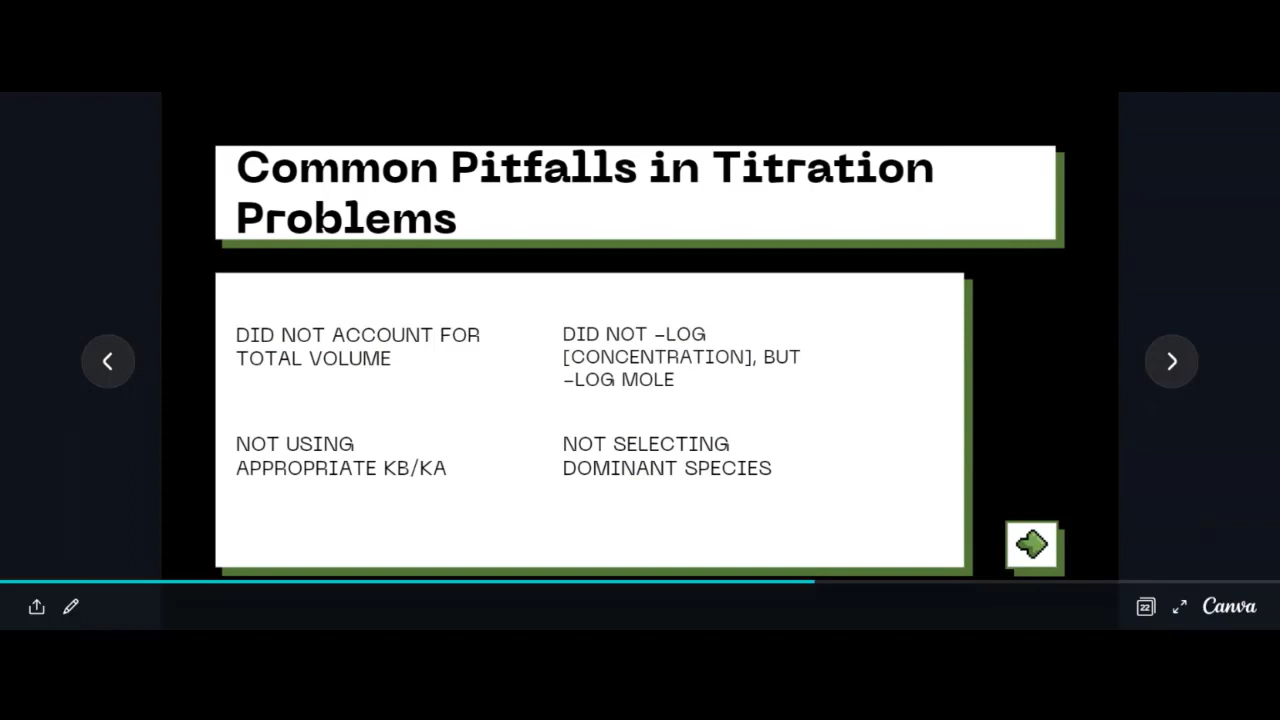 Common Pitfalls in Titration
Problems
DID NOT ACCOUNT FOR
TOTAL VOLUME
DID NOT -LOG
[CONCENTRATION], BUT
-LOG MOLE
NOT USING
APPROPRIATE KB/KA
NOT SELECTING
DOMINANT SPECIES
22
Canva